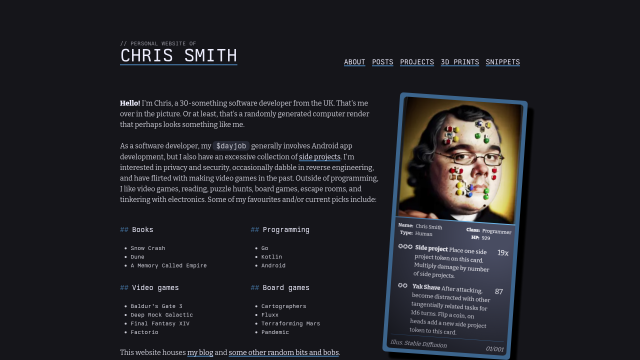 // PERSONAL WEBSITE OF
CHRIS SMITH
ABOUT POSTS PROJECTS 3D PRINTS SNIPPETS
Hello! I'm Chris, a 30-something software developer from the UK. That's me
over in the picture. Or at least, that's a randomly generated computer render
that perhaps looks something like me.
As a software developer, my $dayjob generally involves Android app
development, but I also have an excessive collection of side projects. I'm
interested in privacy and security, occasionally dabble in reverse engineering,
and have flirted with making video games in the past. Outside of programming,
I like video games, reading, puzzle hunts, board games, escape rooms, and
tinkering with electronics. Some of my favourites and/or current picks include:
## Books
Snow Crash
Dune
A Memory Called Empire
## Programming
Go
Kotlin
Android
## Video games
Baldur's Gate 3
Deep Rock Galactic
Final Fantasy XIV
Factorio
## Board games
Cartographers
Fluxx
Terraforming Mars
Pandemic
This website houses my blog and some other random bits and bobs.
Name: Chris Smith Class: Programmer
Type: Human HP: 929
Side project Place one side 19x
project token on this card.
Multiply damage by number
of side projects.
Yak Shave After attacking, 87
become distracted with other
tangentially related tasks for
1d6 turns. Flip a coin, on
heads add a new side project
token to this card.
Illus. Stable Diffusion 01/001